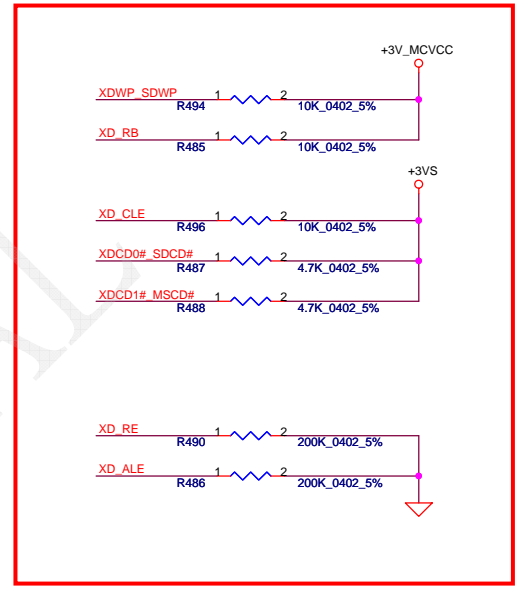 +3V_MCVCC
XDWP_SDWP 1 2
R494 10K_0402_5%
XD_RB 1 2
R485 10K_0402_5%
+3VS
XD_CLE 1 2
R496 10K_0402_5%
XDCD0#_SDCD# 1 2
R487 4.7K_0402_5%
XDCD1#_MSCD# 1 2
R488 4.7K_0402_5%
XD_RE 1 2
R490 200K_0402_5%
XD_ALE 1 2
R486 200K_0402_5%